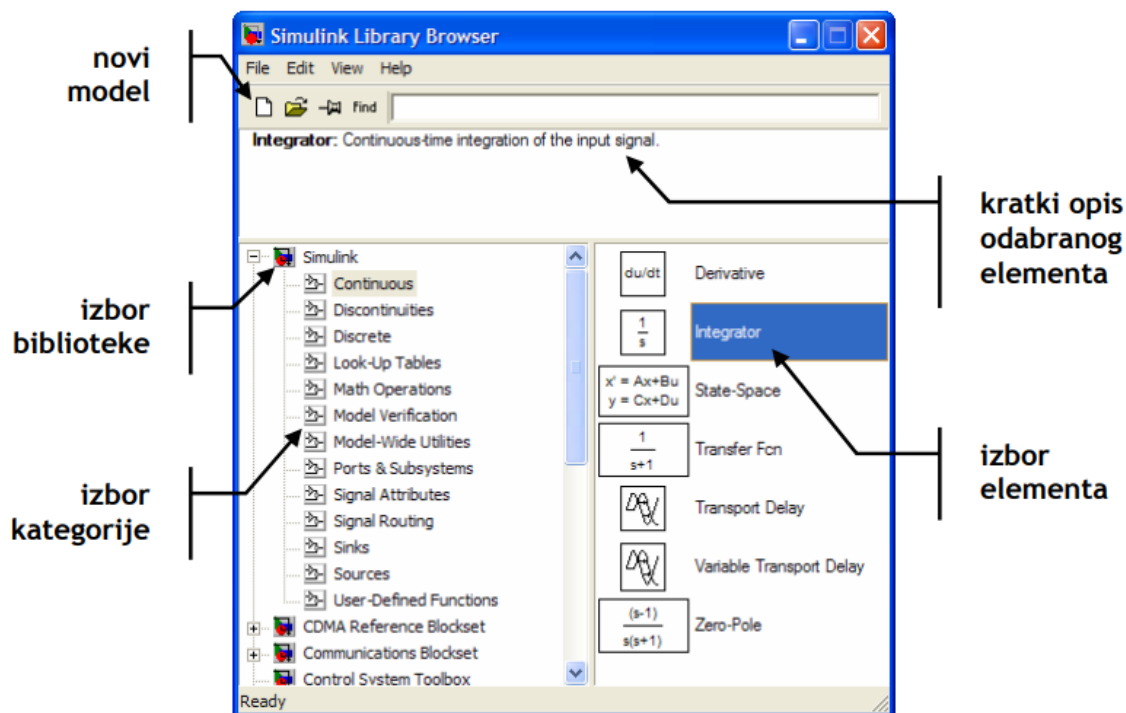 Simulink Library Browser
File Edit View Help
Find
Integrator: Continuous-time integration of the input signal.
novi
model
kratki opis
odabranog
elementa
izbor
biblioteke
izbor
kategorije
izbor
elementa
Simulink
Continuous
Discontinuities
Discrete
Look-Up Tables
Math Operations
Model Verification
Model-Wide Utilities
Ports & Subsystems
Signal Attributes
Signal Routing
Sinks
Sources
User-Defined Functions
CDMA Reference Blockset
Communications Blockset
Control System Toolbox
du/dt Derivative
1
s
Integrator
x' = Ax+Bu
y = Cx+Du
State-Space
1
s+1
Transfer Fcn
Transport Delay
Variable Transport Delay
(s-1)
s(s+1)
Zero-Pole
Ready